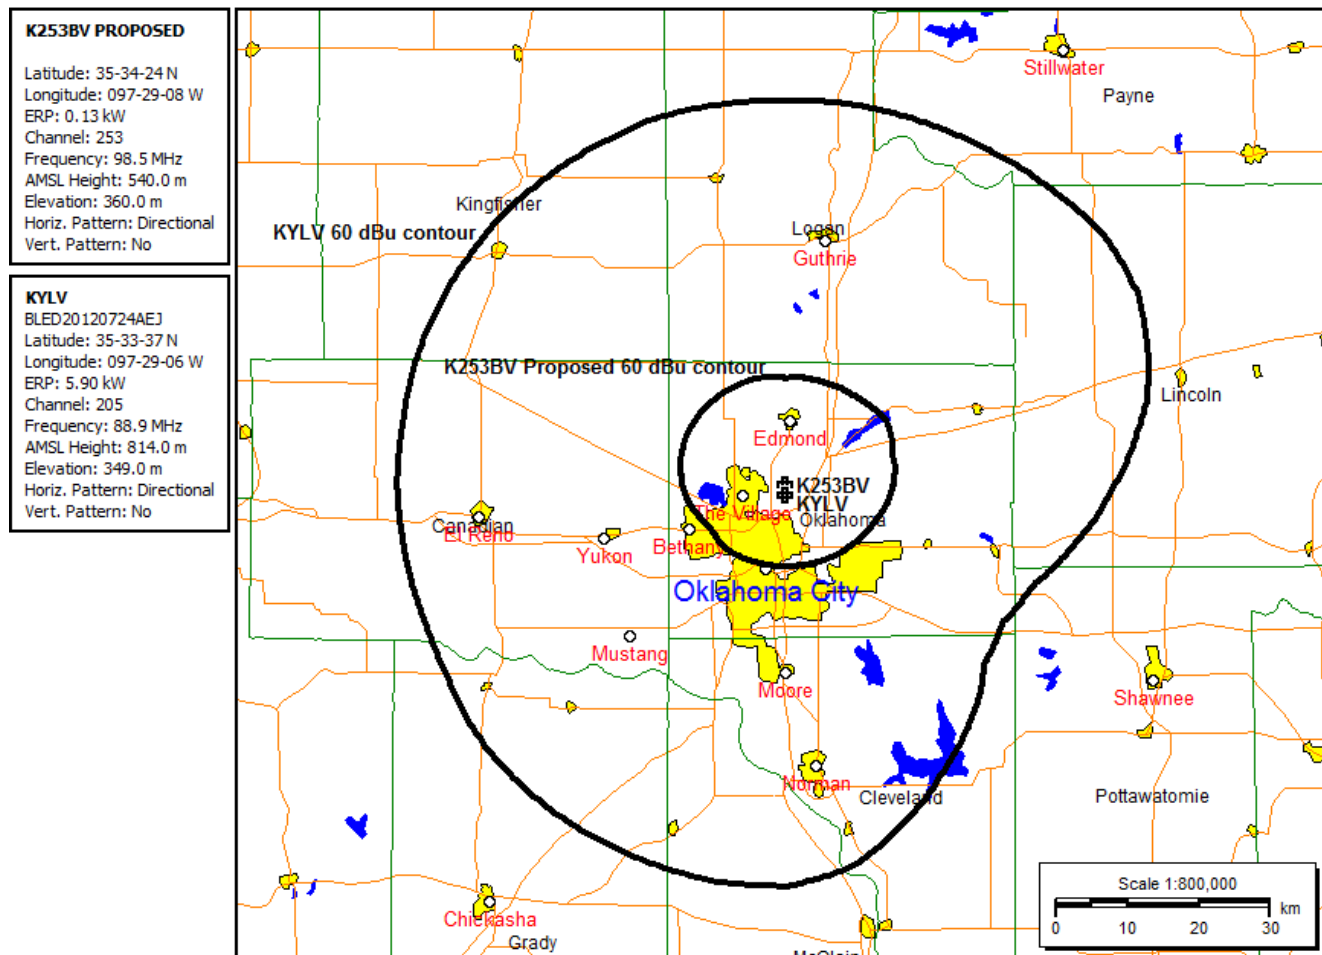 K253BV PROPOSED
Latitude: 35-34-24 N
Longitude: 097-29-08 W
ERP: 0.13 kW
Channel: 253
Frequency: 98.5 MHz
AMSL Height: 540.0 m
Elevation: 360.0 m
Horiz. Pattern: Directional
Vert. Pattern: No
KYLV
BLED20120724AEJ
Latitude: 35-33-37 N
Longitude: 097-29-06 W
ERP: 5.90 kW
Channel: 205
Frequency: 88.9 MHz
AMSL Height: 814.0 m
Elevation: 349.0 m
Horiz. Pattern: Directional
Vert. Pattern: No
Stillwater
Payne
Kingfisher
KYLV 60 dBu contour
Logan
Guthrie
K253BV Proposed 60 dBu contour
Lincoln
Edmond
K253BV
KYLV
The Village
Oklahoma
Canadian
El Reno
Yukon
Bethany
Oklahoma City
Mustang
Moore
Shawnee
Norman
Cleveland
Pottawatomie
Chickasha
Grady
McClain
Scale 1:800,000
km
0 10 20 30